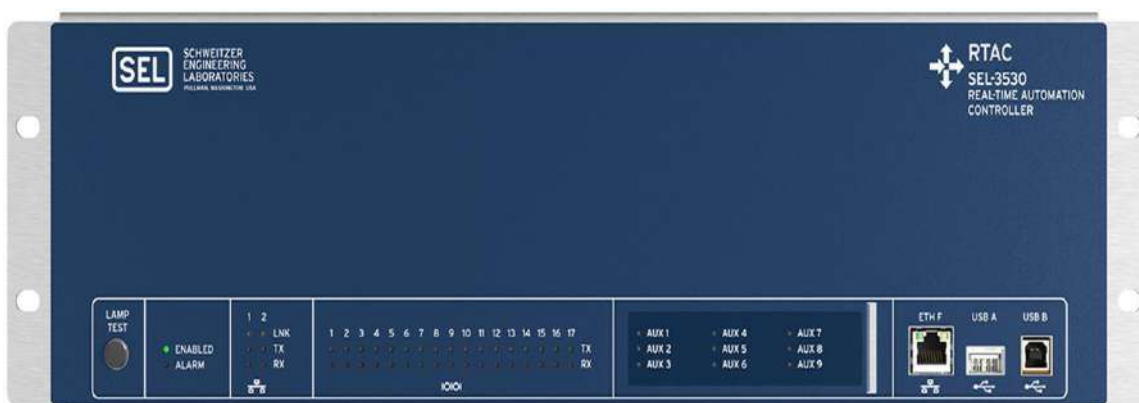 SEL
SCHWEITZER
ENGINEERING
LABORATORIES
PULLMAN, WASHINGTON USA
RTAC
SEL-3530
REAL-TIME AUTOMATION
CONTROLLER
LAMP
TEST
ENABLED
ALARM
1 2
LNK
TX
RX
1 2 3 4 5 6 7 8 9 10 11 12 13 14 15 16 17
TX
RX
AUX 1 AUX 4 AUX 7
AUX 2 AUX 5 AUX 8
AUX 3 AUX 6 AUX 9
ETH F USB A USB B